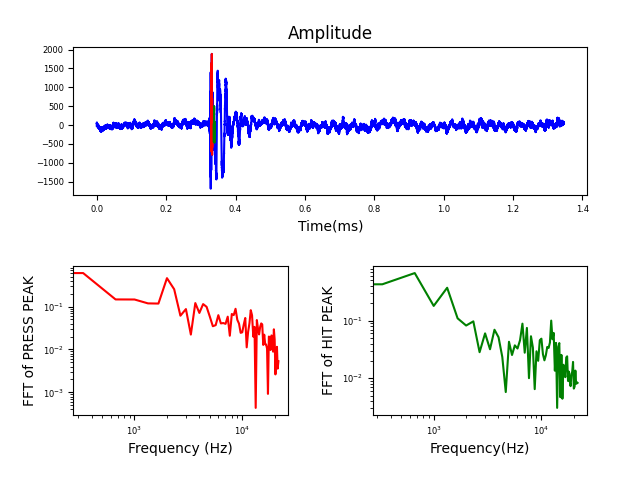 Amplitude
2000
1500
1000
500
0
−500
−1000
−1500
0.0 0.2 0.4 0.6 0.8 1.0 1.2 1.4
Time(ms)
FFT of PRESS PEAK
10⁻¹
10⁻²
10⁻³
10³ 10⁴
Frequency (Hz)
FFT of HIT PEAK
10⁻¹
10⁻²
10³ 10⁴
Frequency(Hz)